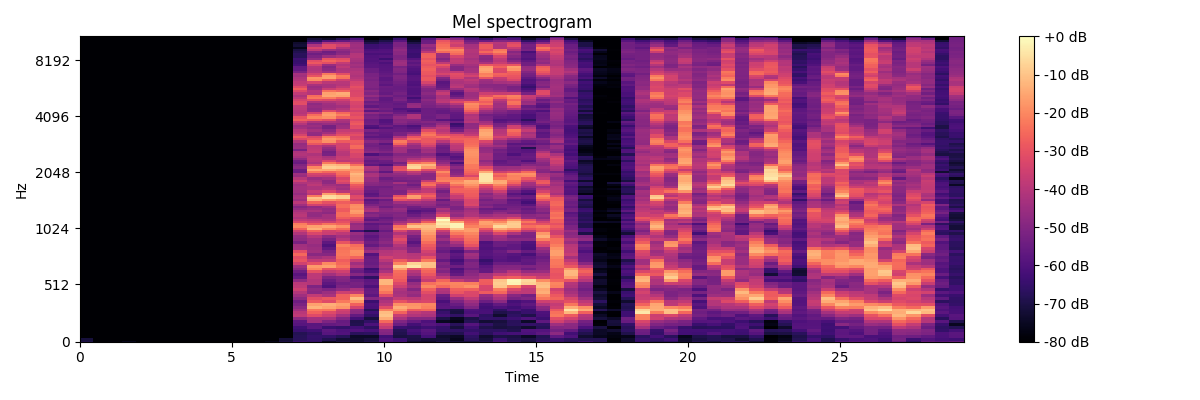 Mel spectrogram
+0 dB
8192
-10 dB
4096
-20 dB
-30 dB
Hz
2048
-40 dB
1024
-50 dB
-60 dB
512
-70 dB
0
-80 dB
0 5 10 15 20 25
Time